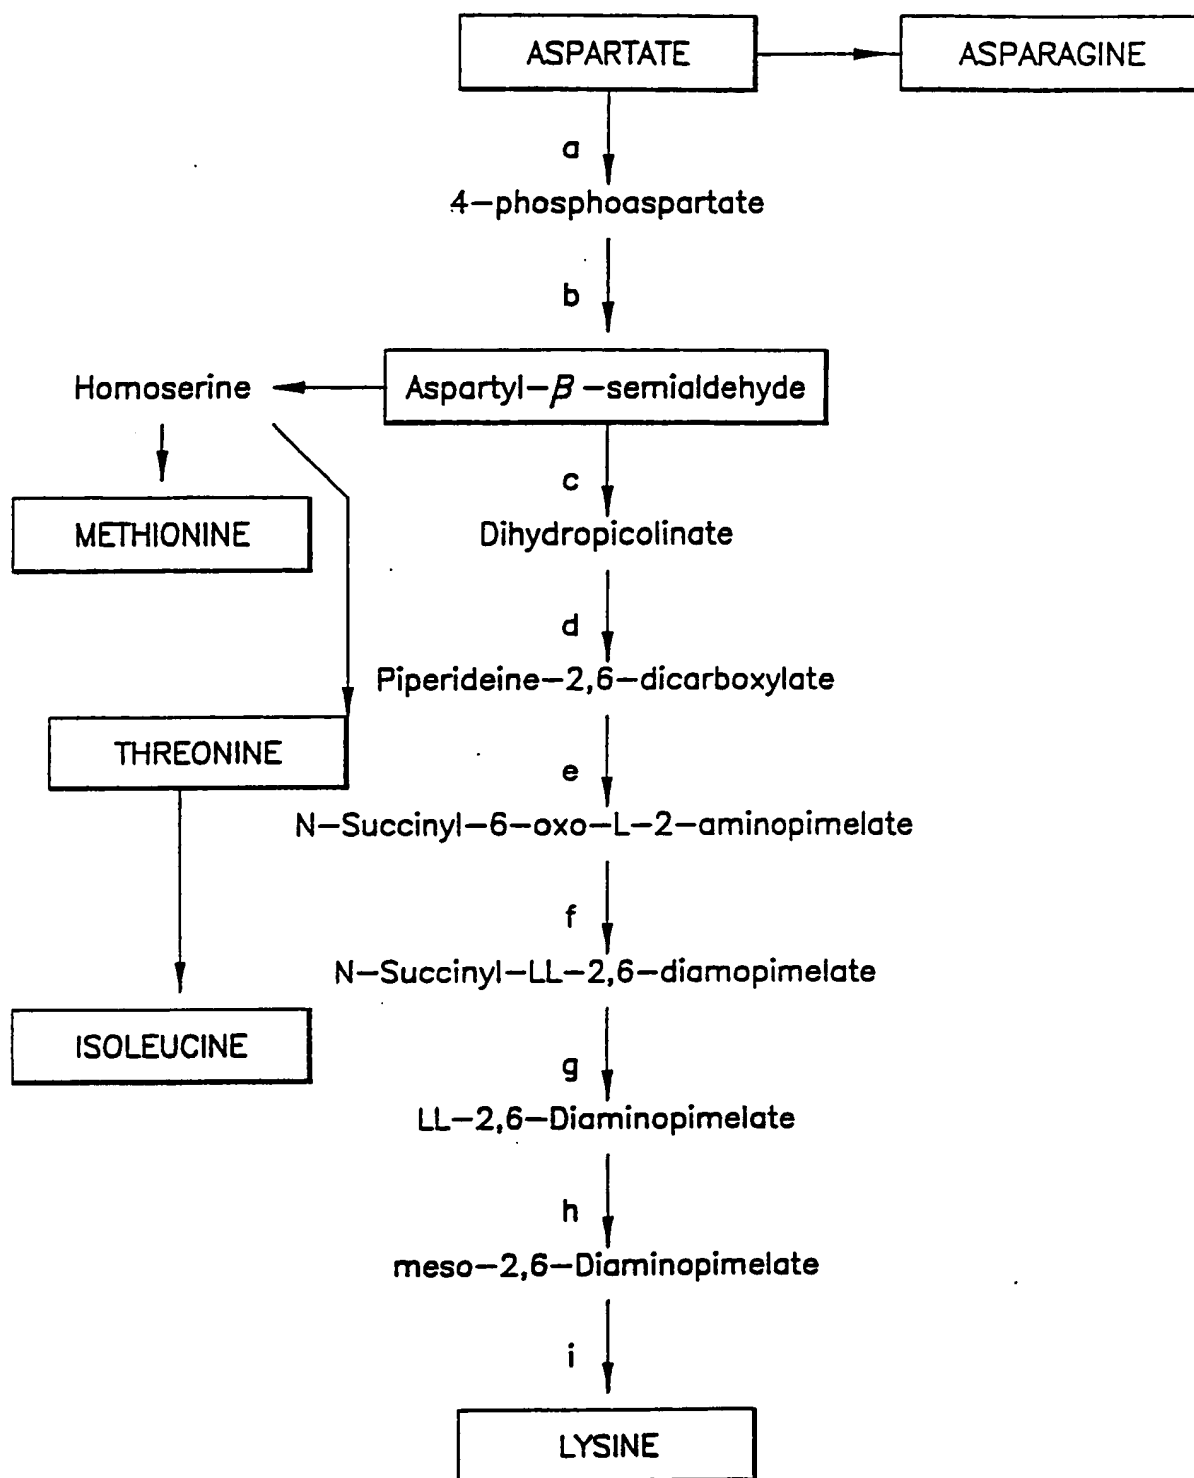 ASPARTATE
ASPARAGINE
a
4-phosphoaspartate
b
Homoserine
Aspartyl-β-semialdehyde
c
METHIONINE
Dihydropicolinate
d
Piperideine-2,6-dicarboxylate
THREONINE
e
N-Succinyl-6-oxo-L-2-aminopimelate
f
N-Succinyl-LL-2,6-diamopimelate
ISOLEUCINE
g
LL-2,6-Diaminopimelate
h
meso-2,6-Diaminopimelate
i
LYSINE